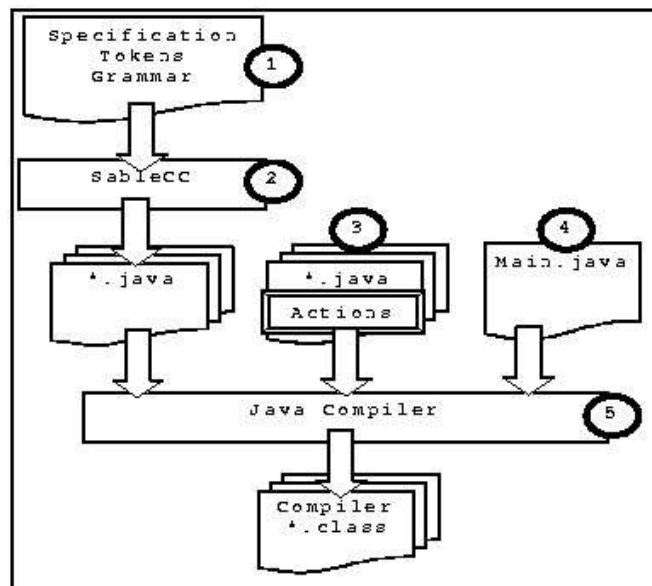 Specification
Tokens
Grammar
1
SableCC
2
3
4
*.java
*.java
Main.java
Actions
Java Compiler
5
Compiler
*.class